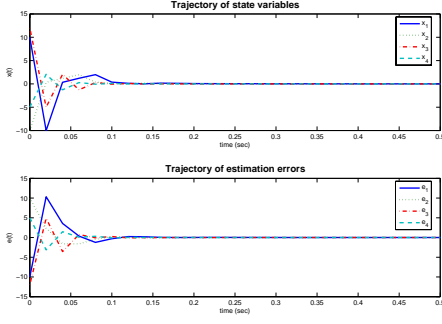 Trajectory of state variables
15
10
5
0
−5
−10
x(t)
0 0.05 0.1 0.15 0.2 0.25 0.3 0.35 0.4 0.45 0.5
time (sec)
x1
x2
x3
x4
Trajectory of estimation errors
15
10
5
0
−5
−10
−15
e(t)
0 0.05 0.1 0.15 0.2 0.25 0.3 0.35 0.4 0.45 0.5
time (sec)
e1
e2
e3
e4